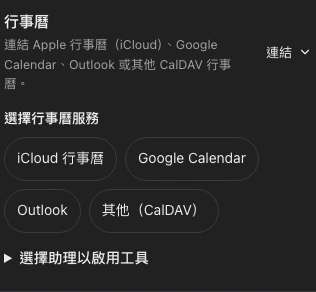 行事曆
連結 Apple 行事曆（iCloud）、Google
Calendar、Outlook 或其他 CalDAV 行事
曆。
連結
選擇行事曆服務
iCloud 行事曆
Google Calendar
Outlook
其他（CalDAV）
選擇助理以啟用工具